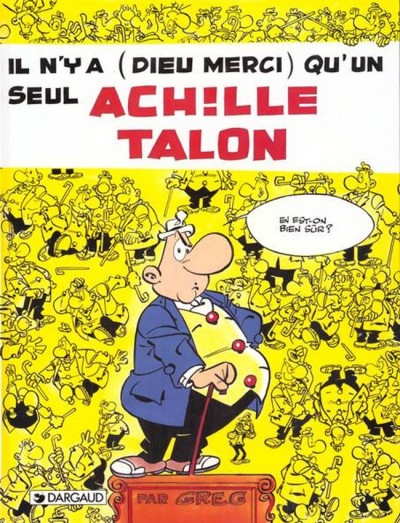 IL N'Y A (DIEU MERCI) QU'UN
SEUL ACH!LLE
TALON
EN EST-ON
BIEN SÛR?
PAR GREG
DARGAUD